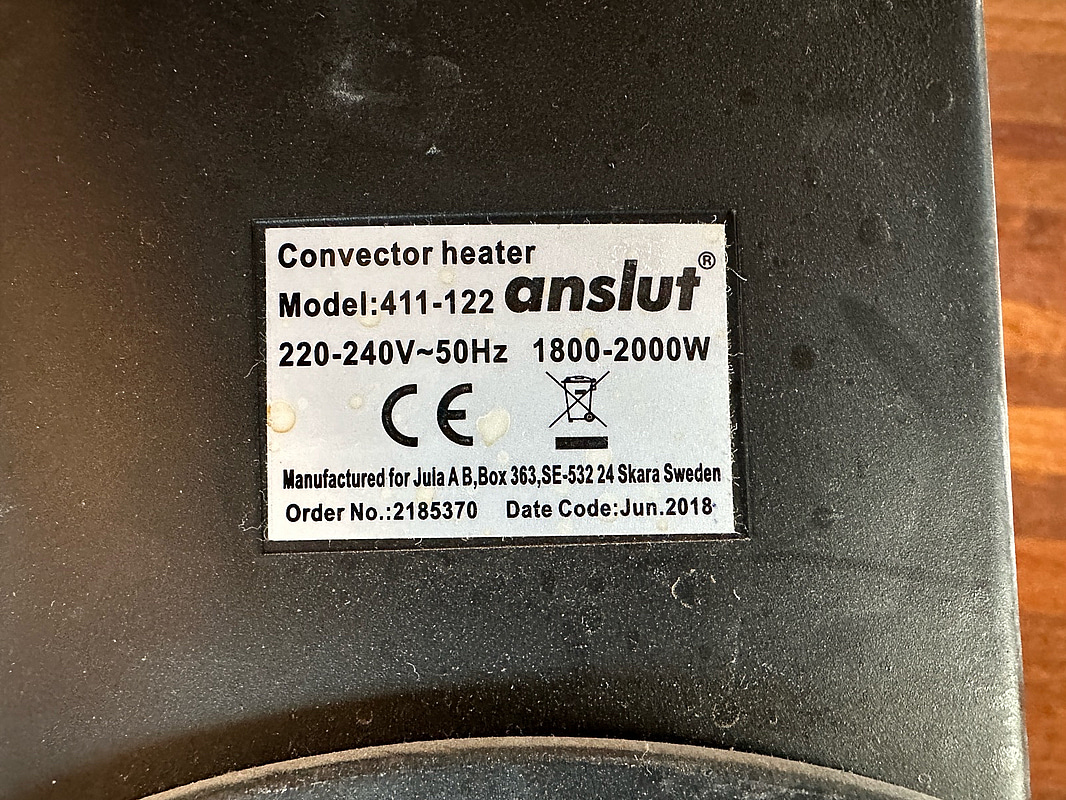 Convector heater
Model:411-122 anslut®
220-240V~50Hz 1800-2000W
CE
Manufactured for Jula A B,Box 363,SE-532 24 Skara Sweden
Order No.:2185370 Date Code:Jun.2018